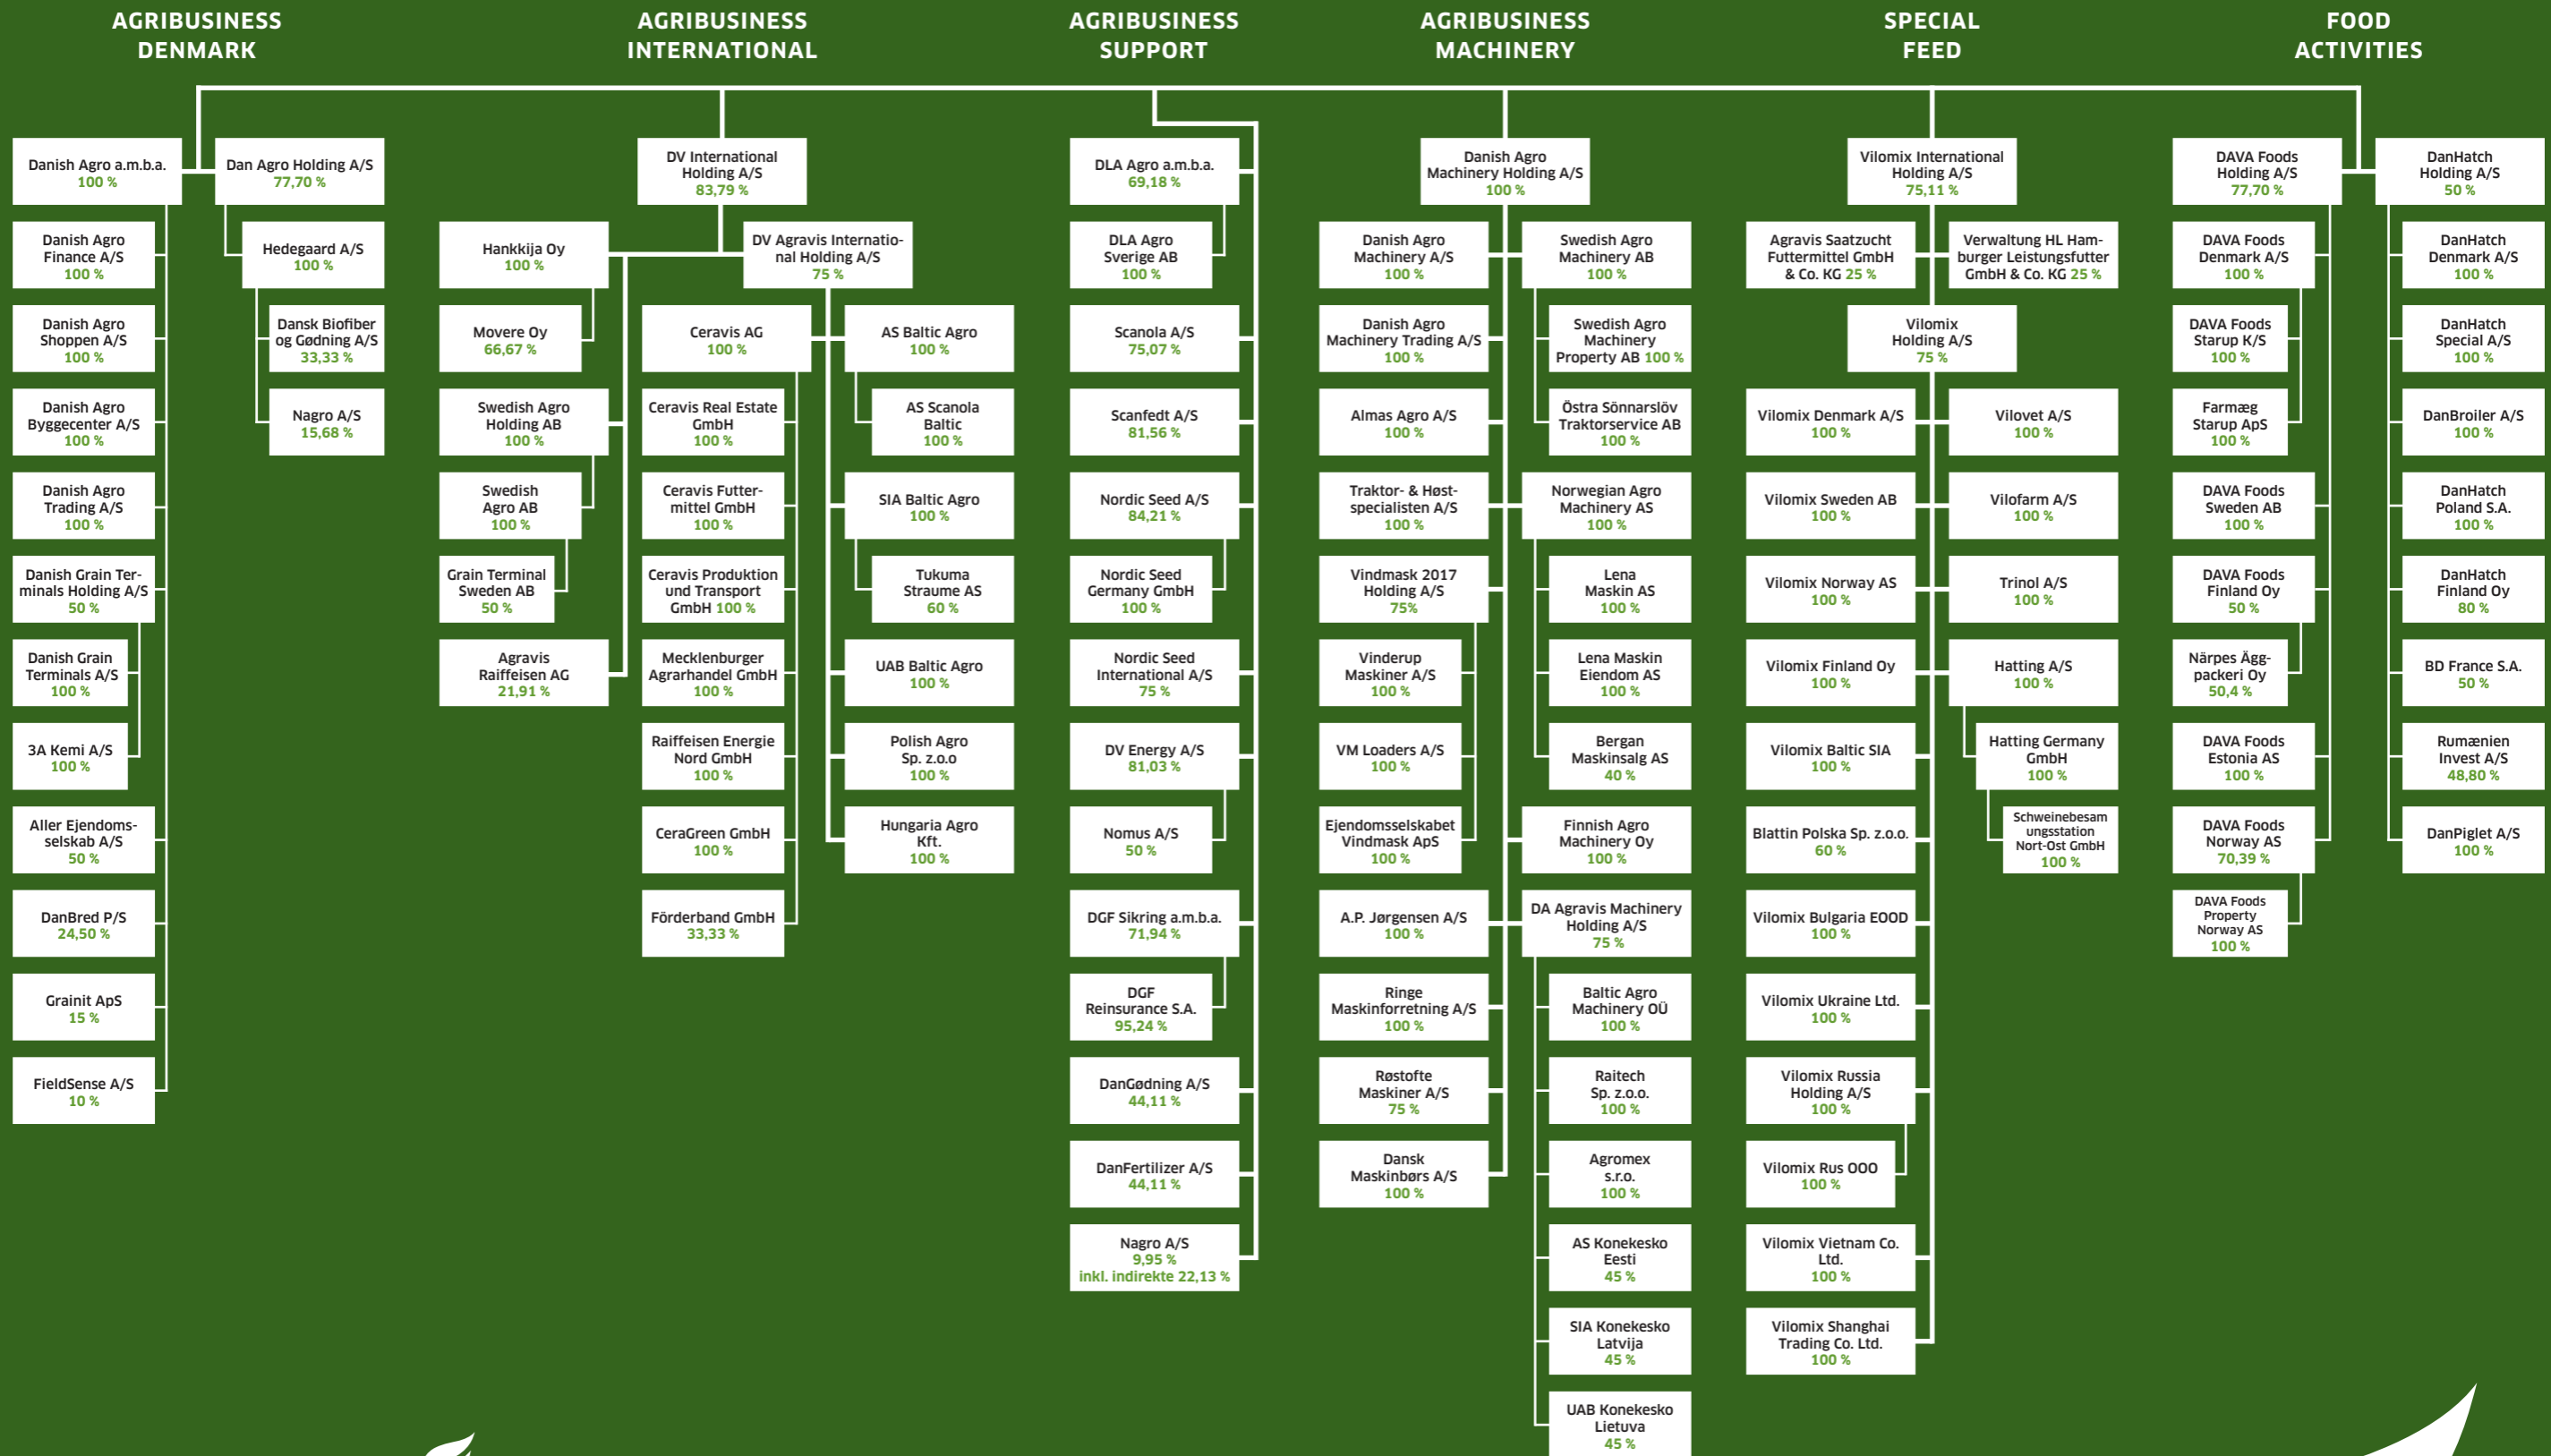 AGRIBUSINESS
DENMARK
Danish Agro a.m.b.a.
100 %
Dan Agro Holding A/S
77,70 %
Danish Agro
Finance A/S
100 %
Hedegaard A/S
100 %
Danish Agro
Shoppen A/S
100 %
Dansk Biofiber
og Gødning A/S
33,33 %
Danish Agro
Byggecenter A/S
100 %
Nagro A/S
15,68 %
Danish Agro
Trading A/S
100 %
Danish Grain Ter-
minals Holding A/S
50 %
Danish Grain
Terminals A/S
100 %
3A Kemi A/S
100 %
Aller Ejendoms-
selskab A/S
50 %
DanBred P/S
24,50 %
Grainit ApS
15 %
FieldSense A/S
10 %
AGRIBUSINESS
INTERNATIONAL
DV International
Holding A/S
83,79 %
Hankkija Oy
100 %
DV Agravis Internatio-
nal Holding A/S
75 %
Movere Oy
66,67 %
Swedish Agro
Holding AB
100 %
Swedish
Agro AB
100 %
Grain Terminal
Sweden AB
50 %
Agravis
Raiffeisen AG
21,91 %
Ceravis AG
100 %
Ceravis Real Estate
GmbH
100 %
Ceravis Futter-
mittel GmbH
100 %
Ceravis Produktion
und Transport
GmbH 100 %
Mecklenburger
Agrarhandel GmbH
100 %
Raiffeisen Energie
Nord GmbH
100 %
CeraGreen GmbH
100 %
Förderband GmbH
33,33 %
AS Baltic Agro
100 %
AS Scanola
Baltic
100 %
SIA Baltic Agro
100 %
Tukuma
Straume AS
60 %
UAB Baltic Agro
100 %
Polish Agro
Sp. z.o.o
100 %
Hungaria Agro
Kft.
100 %
AGRIBUSINESS
SUPPORT
DLA Agro a.m.b.a.
69,18 %
DLA Agro
Sverige AB
100 %
Scanola A/S
75,07 %
Scanfedt A/S
81,56 %
Nordic Seed A/S
84,21 %
Nordic Seed
Germany GmbH
100 %
Nordic Seed
International A/S
75 %
DV Energy A/S
81,03 %
Nomus A/S
50 %
DGF Sikring a.m.b.a.
71,94 %
DGF
Reinsurance S.A.
95,24 %
DanGødning A/S
44,11 %
DanFertilizer A/S
44,11 %
Nagro A/S
9,95 %
inkl. indirekte 22,13 %
AGRIBUSINESS
MACHINERY
Danish Agro
Machinery Holding A/S
100 %
Danish Agro
Machinery A/S
100 %
Danish Agro
Machinery Trading A/S
100 %
Almas Agro A/S
100 %
Traktor- & Høst-
specialisten A/S
100 %
Vindmask 2017
Holding A/S
75%
Vinderup
Maskiner A/S
100 %
VM Loaders A/S
100 %
Ejendomsselskabet
Vindmask ApS
100 %
A.P. Jørgensen A/S
100 %
Ringe
Maskinforretning A/S
100 %
Røstofte
Maskiner A/S
75 %
Dansk
Maskinbørs A/S
100 %
Swedish Agro
Machinery AB
100 %
Swedish Agro
Machinery
Property AB 100 %
Östra Sönnarslöv
Traktorservice AB
100 %
Norwegian Agro
Machinery AS
100 %
Lena
Maskin AS
100 %
Lena Maskin
Eiendom AS
100 %
Bergan
Maskinsalg AS
40 %
Finnish Agro
Machinery Oy
100 %
DA Agravis Machinery
Holding A/S
75 %
Baltic Agro
Machinery OÜ
100 %
Raitech
Sp. z.o.o.
100 %
Agromex
s.r.o.
100 %
AS Konekesko
Eesti
45 %
SIA Konekesko
Latvija
45 %
UAB Konekesko
Lietuva
45 %
SPECIAL
FEED
Vilomix International
Holding A/S
75,11 %
Agravis Saatzucht
Futtermittel GmbH
& Co. KG 25 %
Verwaltung HL Ham-
burger Leistungsfutter
GmbH & Co. KG 25 %
Vilomix
Holding A/S
75 %
Vilomix Denmark A/S
100 %
Vilomix Sweden AB
100 %
Vilomix Norway AS
100 %
Vilomix Finland Oy
100 %
Vilomix Baltic SIA
100 %
Blattin Polska Sp. z.o.o.
60 %
Vilomix Bulgaria EOOD
100 %
Vilomix Ukraine Ltd.
100 %
Vilomix Russia
Holding A/S
100 %
Vilomix Rus OOO
100 %
Vilomix Vietnam Co.
Ltd.
100 %
Vilomix Shanghai
Trading Co. Ltd.
100 %
Vilovet A/S
100 %
Vilofarm A/S
100 %
Trinol A/S
100 %
Hatting A/S
100 %
Hatting Germany
GmbH
100 %
Schweinebesam
ungsstation
Nort-Ost GmbH
100 %
FOOD
ACTIVITIES
DAVA Foods
Holding A/S
77,70 %
DAVA Foods
Denmark A/S
100 %
DAVA Foods
Starup K/S
100 %
Farmæg
Starup ApS
100 %
DAVA Foods
Sweden AB
100 %
DAVA Foods
Finland Oy
50 %
Närpes Ägg-
packeri Oy
50,4 %
DAVA Foods
Estonia AS
100 %
DAVA Foods
Norway AS
70,39 %
DAVA Foods
Property
Norway AS
100 %
DanHatch
Holding A/S
50 %
DanHatch
Denmark A/S
100 %
DanHatch
Special A/S
100 %
DanBroiler A/S
100 %
DanHatch
Poland S.A.
100 %
DanHatch
Finland Oy
80 %
BD France S.A.
50 %
Rumænien
Invest A/S
48,80 %
DanPiglet A/S
100 %